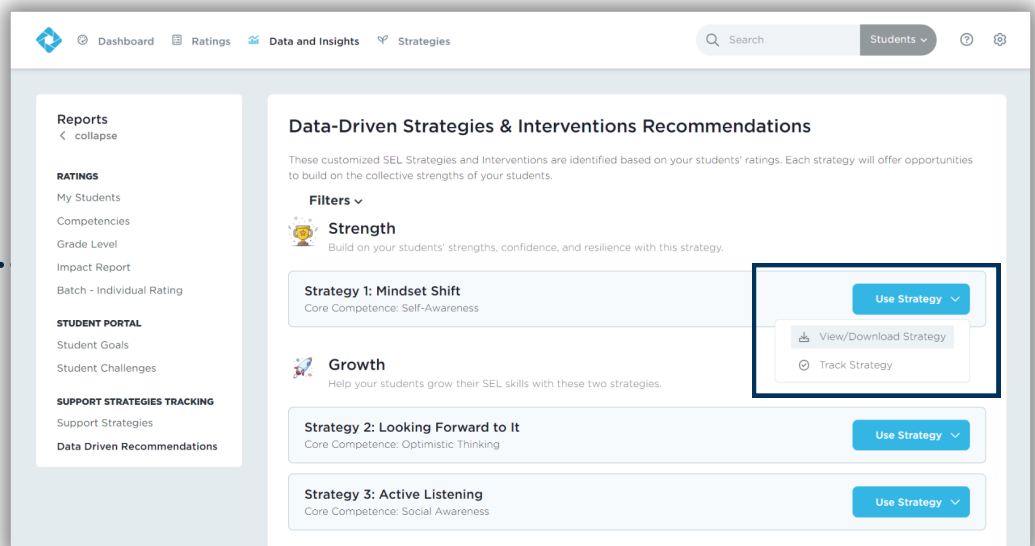 Dashboard Ratings Data and Insights Strategies Search Students
Reports
collapse
RATINGS
My Students
Competencies
Grade Level
Impact Report
Batch - Individual Rating
STUDENT PORTAL
Student Goals
Student Challenges
SUPPORT STRATEGIES TRACKING
Support Strategies
Data Driven Recommendations
Data-Driven Strategies & Interventions Recommendations
These customized SEL Strategies and Interventions are identified based on your students' ratings. Each strategy will offer opportunities
to build on the collective strengths of your students.
Filters
Strength
Build on your students' strengths, confidence, and resilience with this strategy.
Strategy 1: Mindset Shift
Core Competence: Self-Awareness
Use Strategy
View/Download Strategy
Track Strategy
Growth
Help your students grow their SEL skills with these two strategies.
Strategy 2: Looking Forward to It
Core Competence: Optimistic Thinking
Use Strategy
Strategy 3: Active Listening
Core Competence: Social Awareness
Use Strategy